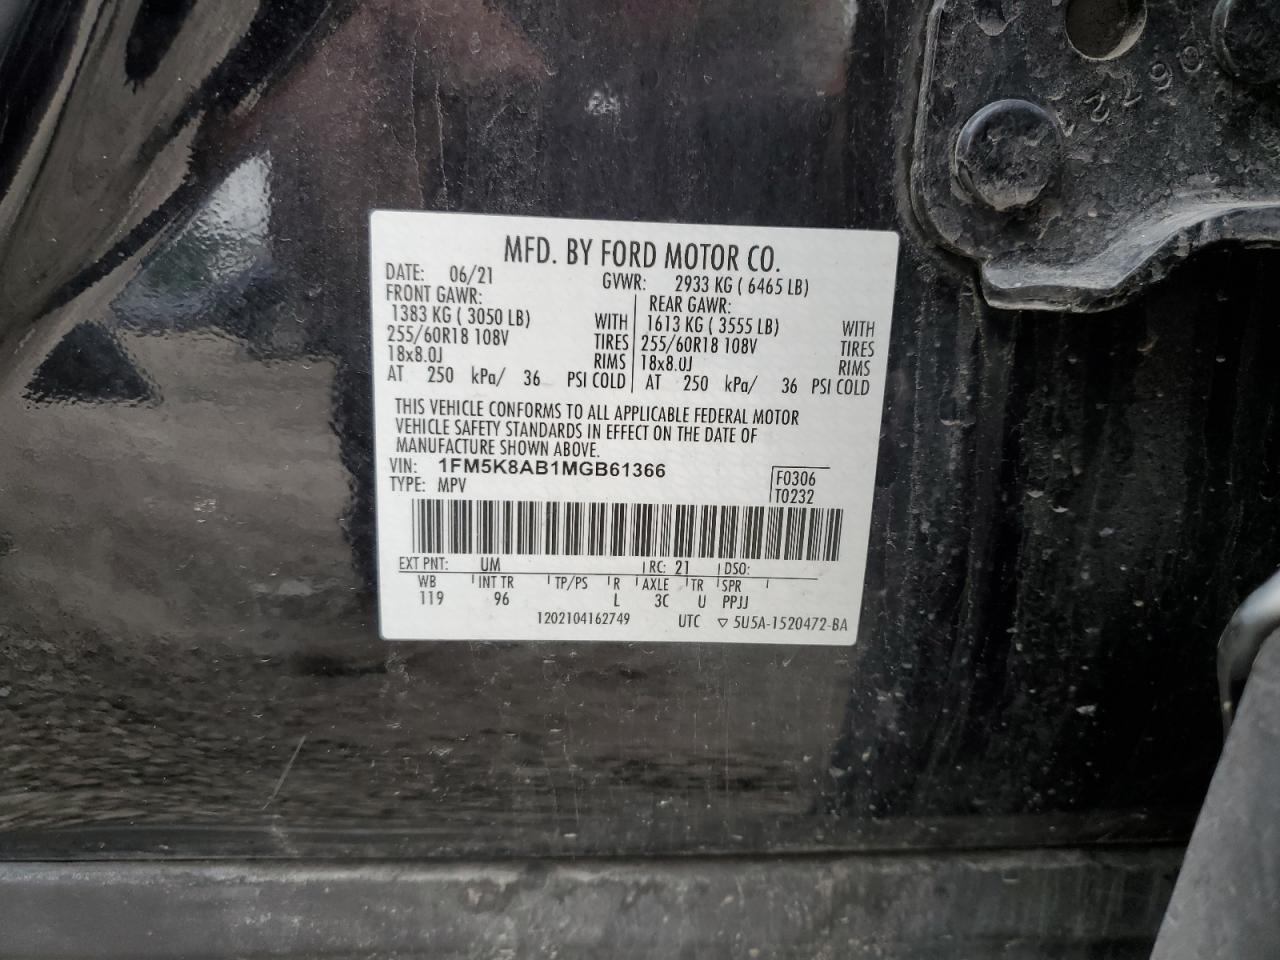 MFD. BY FORD MOTOR CO.
DATE: 06/21 GVWR: 2933 KG ( 6465 LB)
FRONT GAWR: REAR GAWR:
1383 KG ( 3050 LB) WITH 1613 KG ( 3555 LB) WITH
255/60R18 108V TIRES 255/60R18 108V TIRES
18x8.0J RIMS 18x8.0J RIMS
AT 250 kPa/ 36 PSI COLD AT 250 kPa/ 36 PSI COLD
THIS VEHICLE CONFORMS TO ALL APPLICABLE FEDERAL MOTOR
VEHICLE SAFETY STANDARDS IN EFFECT ON THE DATE OF
MANUFACTURE SHOWN ABOVE.
VIN: 1FM5K8AB1MGB61366 F0306
TYPE: MPV T0232
EXT PNT: UM RC: 21 DSO:
WB INT TR TP/PS R AXLE TR SPR
119 96 L 3C U PPJJ
1202104162749 UTC ▽ 5U5A-1520472-BA